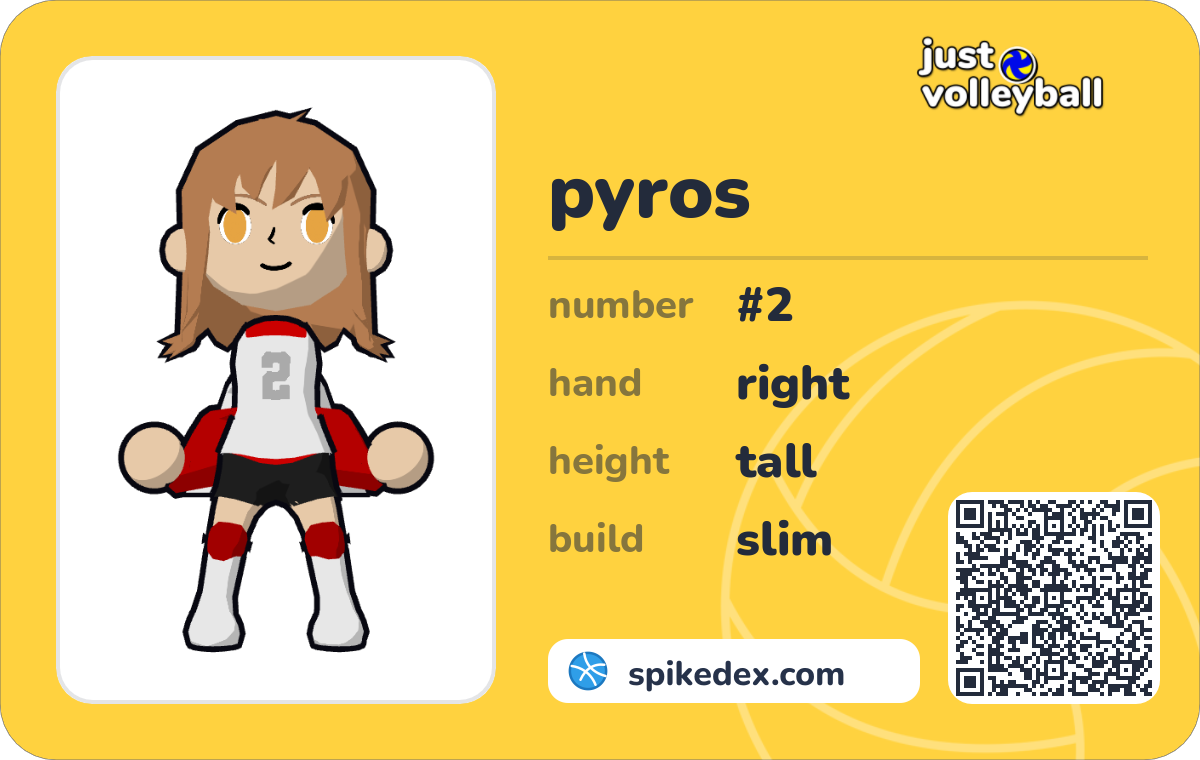 just
volleyball
pyros
number #2
hand right
height tall
build slim
2
spikedex.com